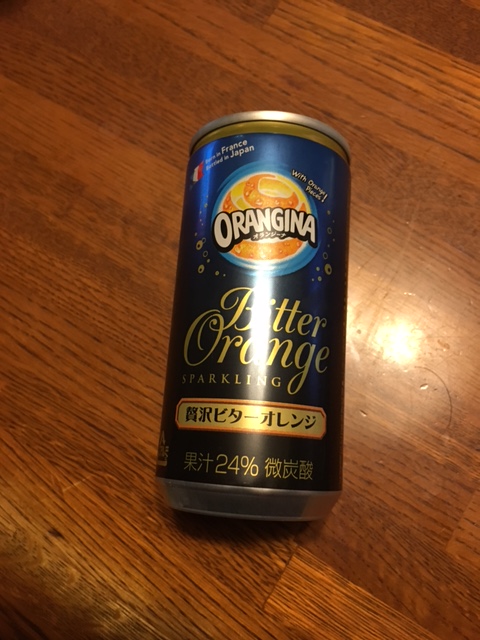 Born in France
Bottled in Japan
With Orange
Pieces!
ORANGINA
オランジーナ
Bitter
Orange
SPARKLING
贅沢ビターオレンジ
果汁24% 微炭酸